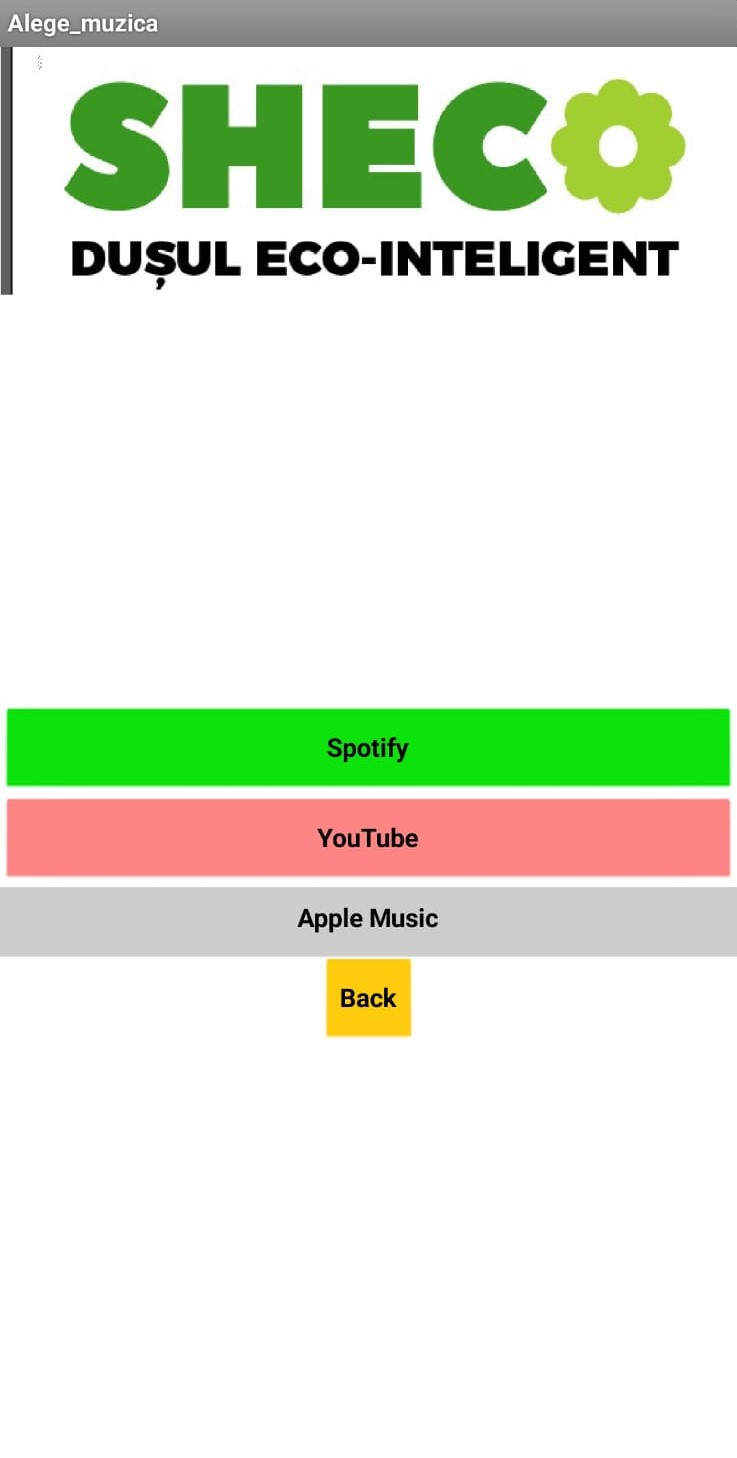 Alege_muzica
SHECO
DUȘUL ECO-INTELIGENT
Spotify
YouTube
Apple Music
Back